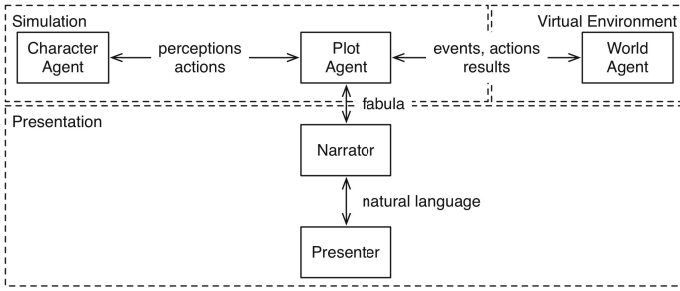 Simulation
Virtual Environment
Character
Agent
perceptions
actions
Plot
Agent
events, actions
results
World
Agent
fabula
Presentation
Narrator
natural language
Presenter